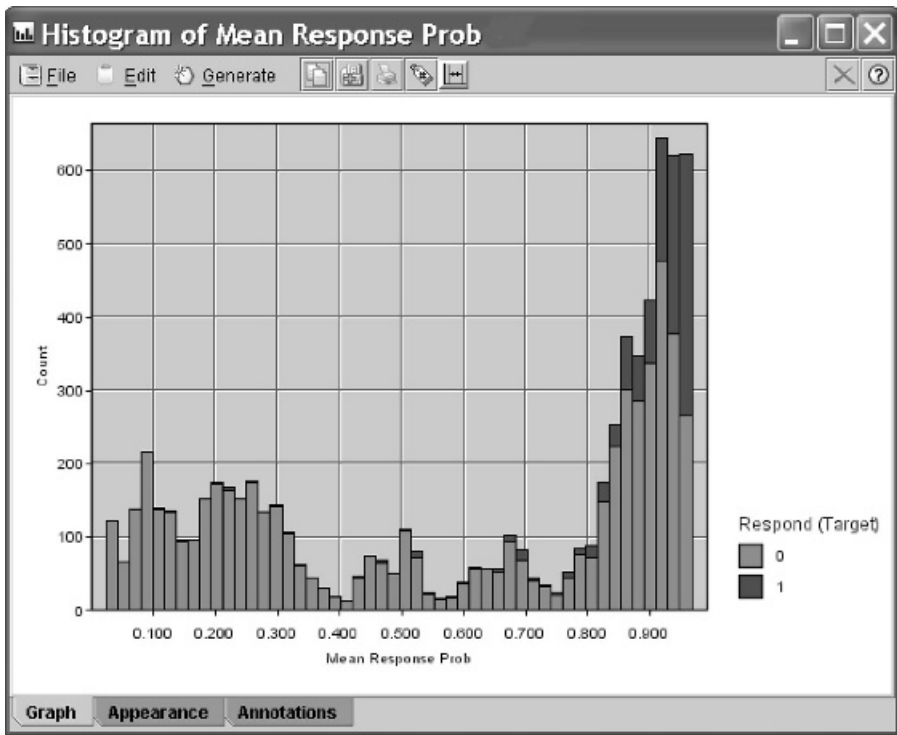 Histogram of Mean Response Prob
File Edit Generate
600
500
400
300
200
100
0
Count
0.100 0.200 0.300 0.400 0.500 0.600 0.700 0.800 0.900
Mean Response Prob
Respond (Target)
0
1
Graph Appearance Annotations